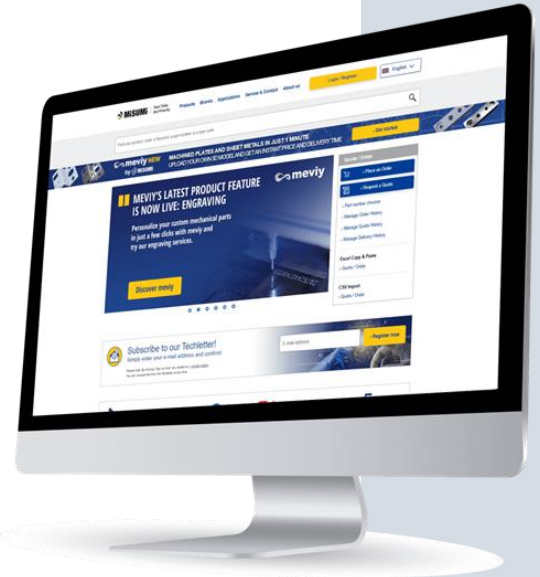 MiSUMi Your Time, Our Priority
Products Brands Applications Service & Contact About us
Login / Register
English
meviy NEW
by MiSUMi
MACHINED PLATES AND SHEET METALS IN JUST 1 MINUTE
UPLOAD YOUR OWN 3D MODEL AND GET AN INSTANT PRICE AND DELIVERY TIME
Get started
MEVIY'S LATEST PRODUCT FEATURE
IS NOW LIVE: ENGRAVING
Personalize your custom mechanical parts
in just a few clicks with meviy and
try our engraving services.
Discover meviy
meviy
Quote / Order
Place an Order
Request a Quote
Part number checker
Manage Order History
Manage Quote History
Manage Delivery History
Excel Copy & Paste
Quote / Order
CSV Import
Quote / Order
Subscribe to our Techletter!
Simply enter your e-mail address and confirm!
E-mail address
Register now